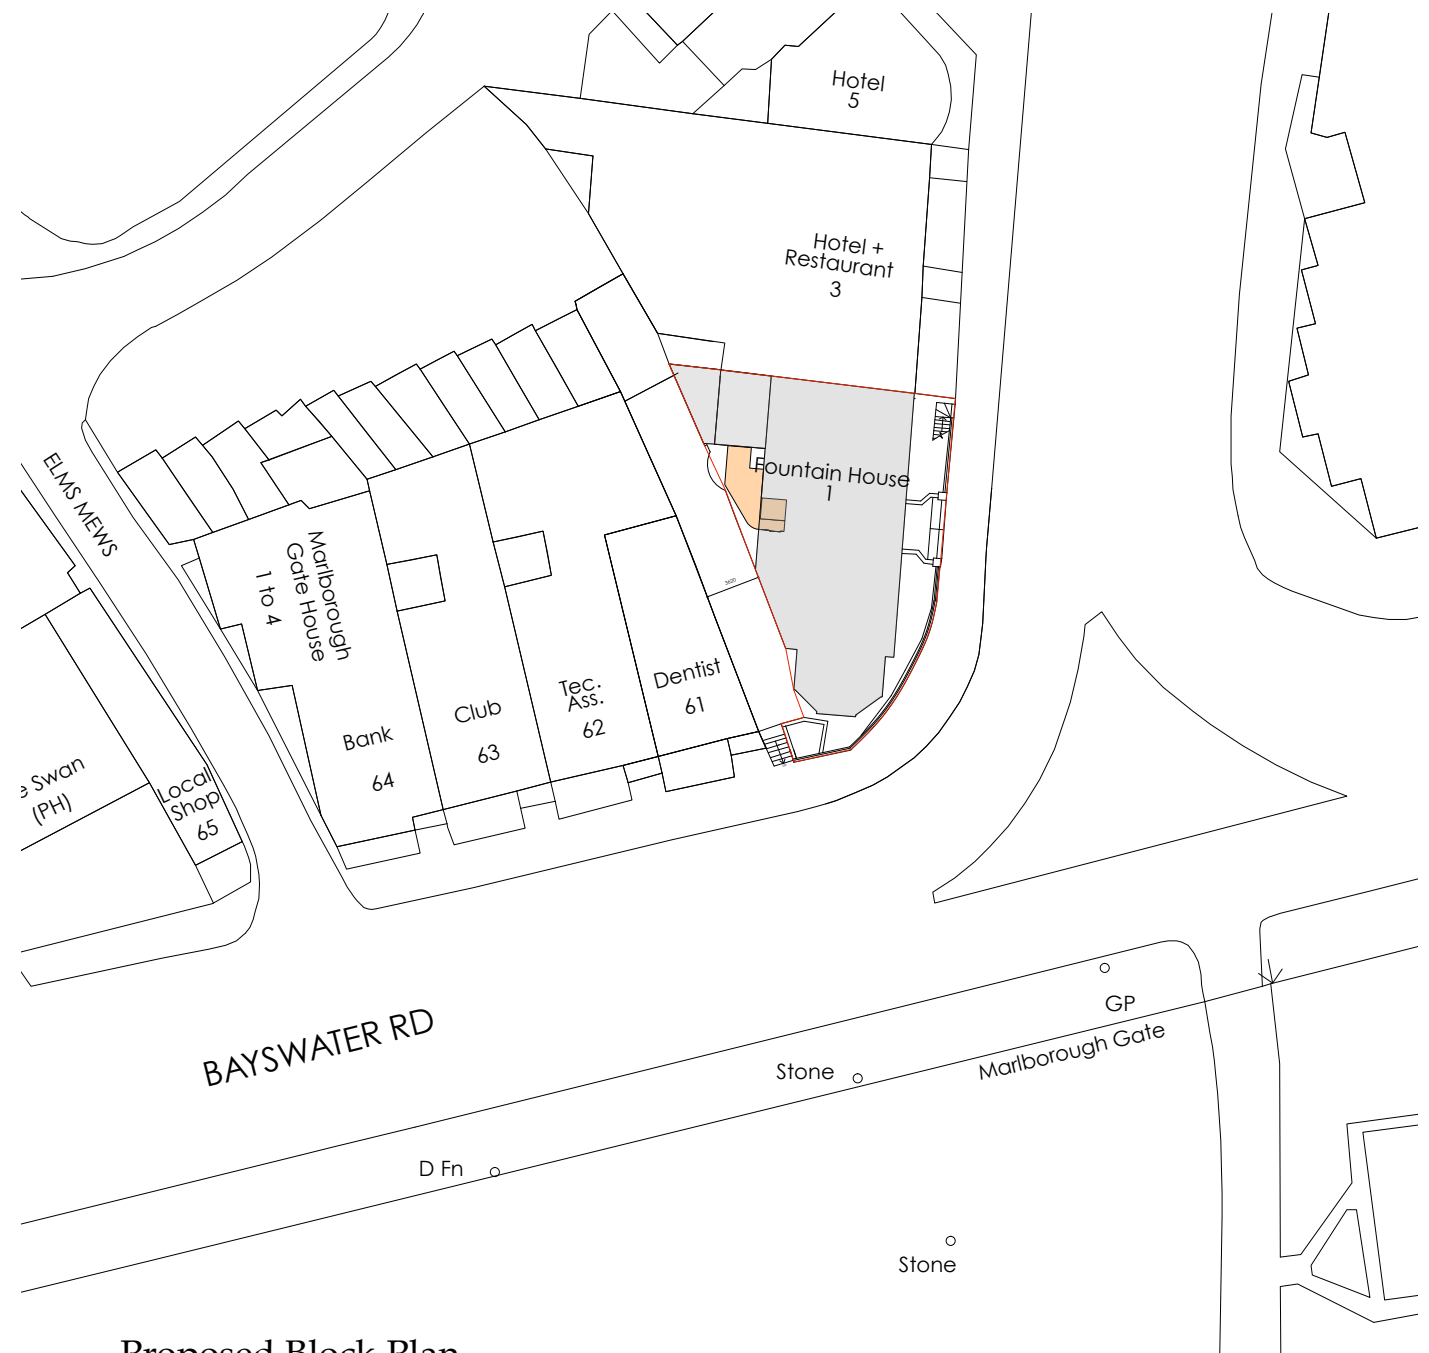 Hotel
5
Hotel +
Restaurant
3
Fountain House
1
ELMS MEWS
Marlborough
Gate House
1 to 4
Dentist
61
Tec.
Ass.
62
Club
63
Bank
64
Local
Shop
65
e Swan
(PH)
BAYSWATER RD
GP
Marlborough Gate
Stone
D Fn
Stone
Proposed Block Plan